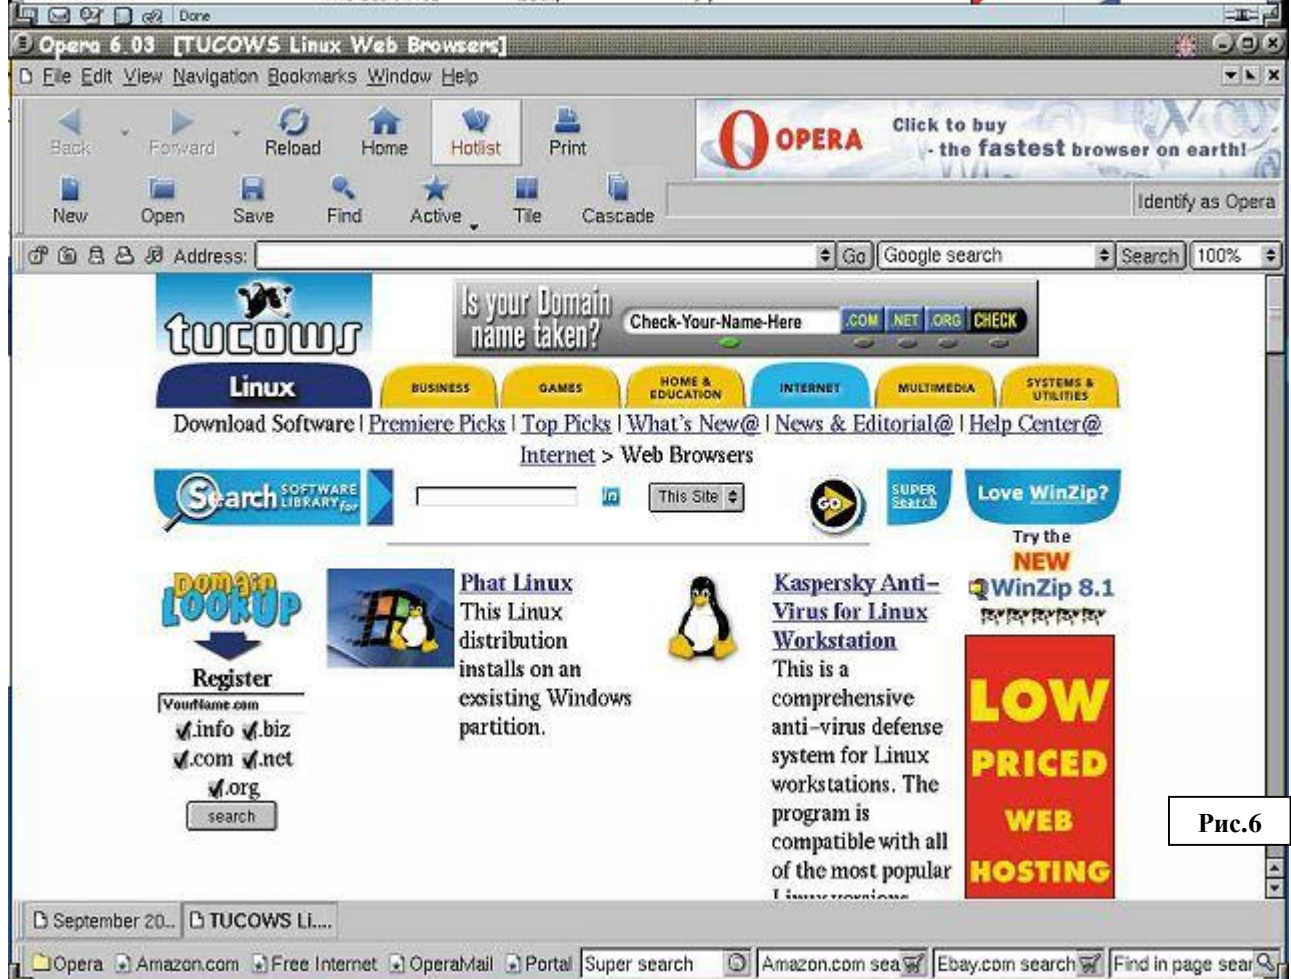 Done
Opera 6.03 [TUCOWS Linux Web Browsers]
File Edit View Navigation Bookmarks Window Help
Back Forward Reload Home Hotlist Print
OPERA
Click to buy
- the fastest browser on earth!
New Open Save Find Active Tile Cascade
Identify as Opera
Address: Go Google search Search 100%
tucows
Is your Domain
name taken?
Check-Your-Name-Here .COM .NET .ORG CHECK
Linux
BUSINESS
GAMES
HOME &
EDUCATION
INTERNET
MULTIMEDIA
SYSTEMS &
UTILITIES
Download Software | Premiere Picks | Top Picks | What's New@ | News & Editorial@ | Help Center@
Internet > Web Browsers
Search SOFTWARE
LIBRARY for
in
This Site
GO
SUPER
Search
Love WinZip?
Try the
NEW
WinZip 8.1
DOMAIN
LOOKUP
Register
YourName.com
.info .biz
.com .net
.org
search
Phat Linux
This Linux
distribution
installs on an
exsisting Windows
partition.
Kaspersky Anti-
Virus for Linux
Workstation
This is a
comprehensive
anti-virus defense
system for Linux
workstations. The
program is
compatible with all
of the most popular
Linux versions
LOW
PRICED
WEB
HOSTING
Рис.6
September 20... TUCOWS Li....
Opera Amazon.com Free Internet OperaMail Portal Super search Amazon.com sea Ebay.com search Find in page sear